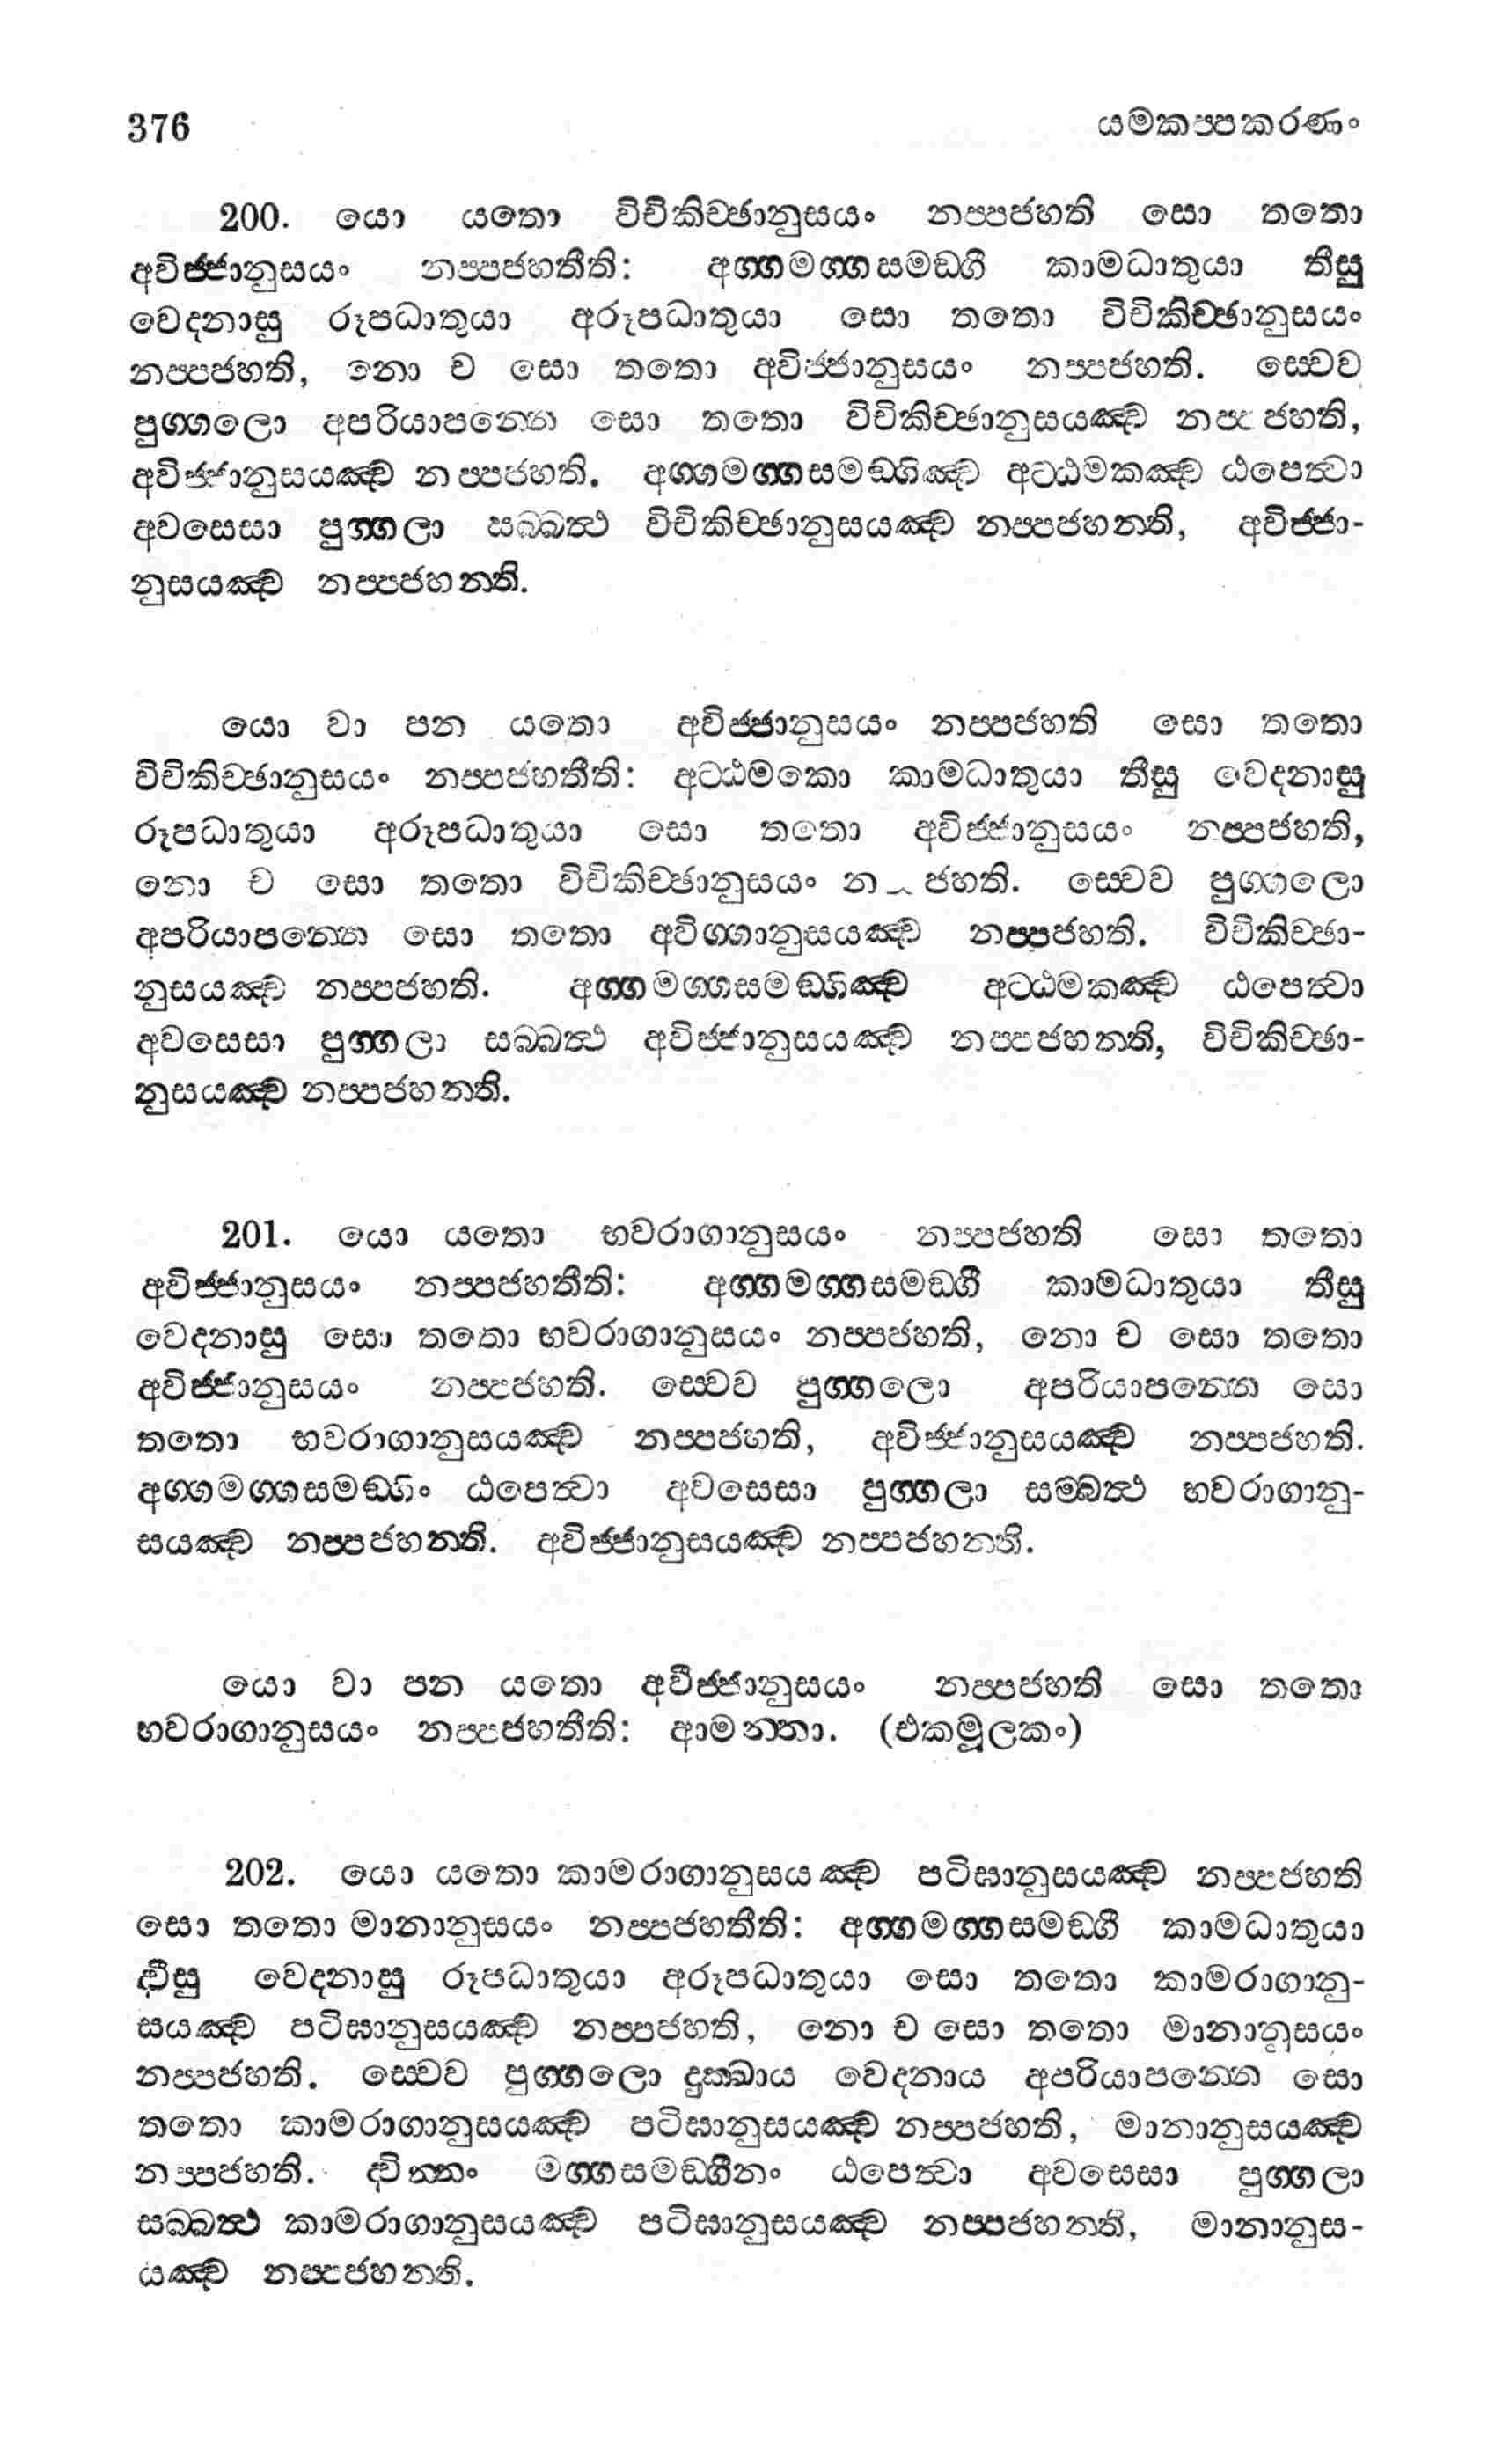 376 යමකප්පකරණං
200. යො යතො විචිකිච්ඡානුසයං නප්පජහති සො තතො
අවිජ්ජානුසයං නප්පජහතීති: අග්ගමග්ගසමඞ්ගී කාමධාතුයා තීසු
වෙදනාසු රූපධාතුයා අරූපධාතුයා සො තතො විචිකිච්ඡානුසයං
නප්පජහති, නො ච සො තතො අවිජ්ජානුසයං නප්පජහති. ස්වෙව
පුග්ගලො අපරියාපන්නෙ සො තතො විචිකිච්ඡානුසයඤ්ච නප්පජහති,
අවිජ්ජානුසයඤ්ච නප්පජහති. අග්ගමග්ගසමඞ්ගිඤ්ච අට්ඨමකඤ්ච ඨපෙත්වා
අවසෙසා පුග්ගලා සබ්බත්ථ විචිකිච්ඡානුසයඤ්ච නප්පජහන්ති, අවිජ්ජා-
නුසයඤ්ච නප්පජහන්ති.
යො වා පන යතො අවිජ්ජානුසයං නප්පජහති සො තතො
විචිකිච්ඡානුසයං නප්පජහතීති: අට්ඨමකො කාමධාතුයා තීසු වෙදනාසු
රූපධාතුයා අරූපධාතුයා සො තතො අවිජ්ජානුසයං නප්පජහති,
නො ච සො තතො විචිකිච්ඡානුසයං ස්වෙව පුග්ගලො
අපරියාපන්නෙ සො තතො අවිග්ගානුසයඤ්ච නප්පජහති. විචිකිච්ඡා-
නුසයඤ්ච නප්පජහති. අග්ගමග්ගසමඞ්ගිඤ්ච අට්ඨමකඤ්ච ඨපෙත්වා
අවසෙසා පුග්ගලා සබ්බත්ථ අවිජ්ජානුසයඤ්ච නප්පජහන්ති, විචිකිච්ඡා-
නුසයඤ්ච නප්පජහන්ති.
201. යො යතො භවරාගානුසයං නප්පජහති සො තතො
අවිජ්ජානුසයං නප්පජහතීති: අග්ගමග්ගසමඞ්ගී කාමධාතුයා තීසු
වෙදනාසු සො තතො භවරාගානුසයං නප්පජහති, නො ච සො තතො
අවිජ්ජානුසයං නප්පජහති. ස්වෙව පුග්ගලො අපරියාපන්නෙ සො
තතො භවරාගානුසයඤ්ච නප්පජහති, අවිජ්ජානුසයඤ්ච නප්පජහති.
අග්ගමග්ගසමඞ්ගිං ඨපෙත්වා අවසෙසා පුග්ගලා සබ්බත්ථ භවරාගානු-
සයඤ්ච නප්පජහන්ති. අවිජ්ජානුසයඤ්ච නප්පජහන්ති.
යො වා පන යතො අවිජ්ජානුසයං නප්පජහති සො තතො
භවරාගානුසයං නප්පජහතීති: ආමන්තා. (එකමූලකං)
202. යො යතො කාමරාගානුසයඤ්ච පටිඝානුසයඤ්ච නප්පජහති
සො තතො මානානුසයං නප්පජහතීති: අග්ගමග්ගසමඞ්ගී කාමධාතුයා
ද්වීසු වෙදනාසු රූපධාතුයා අරූපධාතුයා සො තතො කාමරාගානු-
සයඤ්ච පටිඝානුසයඤ්ච නප්පජහති, නො ච සො තතො මානානුසයං
නප්පජහති. ස්වෙව පුග්ගලො දුක්ඛාය වෙදනාය අපරියාපන්නෙ සො
තතො කාමරාගානුසයඤ්ච පටිඝානුසයඤ්ච නප්පජහති, මානානුසයඤ්ච
නප්පජහති. ද්වින්නං මග්ගසමඞ්ගීනං ඨපෙත්වා අවසෙසා පුග්ගලා
සබ්බත්ථ කාමරාගානුසයඤ්ච පටිඝානුසයඤ්ච නප්පජහන්ති, මානානුස-
යඤ්ච නප්පජහන්ති.